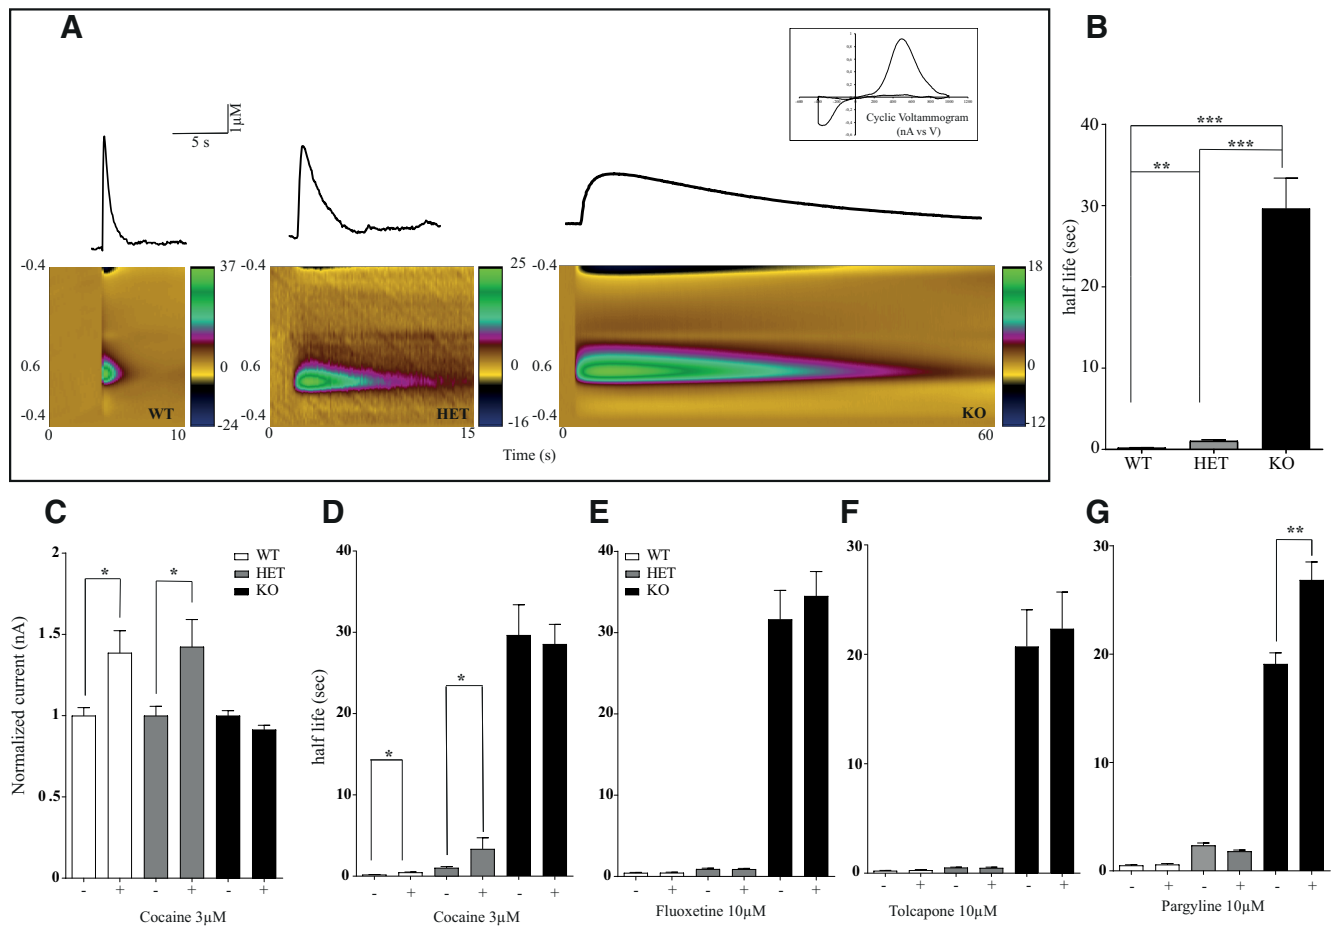 A
B
5 s
1µM
Cyclic Voltammogram
(nA vs V)
-0.4
0.6
-0.4
WT
0
10
37
0
-24
-0.4
0.6
-0.4
HET
0
15
25
0
-16
-0.4
0.6
-0.4
KO
0
60
18
0
-12
Time (s)
half life (sec)
40
30
20
10
0
***
***
**
WT
HET
KO
C
Normalized current (nA)
2
1.5
1
0.5
0
*
*
WT
HET
KO
- + - + - +
Cocaine 3µM
D
half life (sec)
40
30
20
10
0
*
*
- + - + - +
Cocaine 3µM
E
40
30
20
10
0
WT
HET
KO
- + - + - +
Fluoxetine 10µM
F
30
20
10
0
- + - + - +
Tolcapone 10µM
G
30
20
10
0
**
- + - + - +
Pargyline 10µM